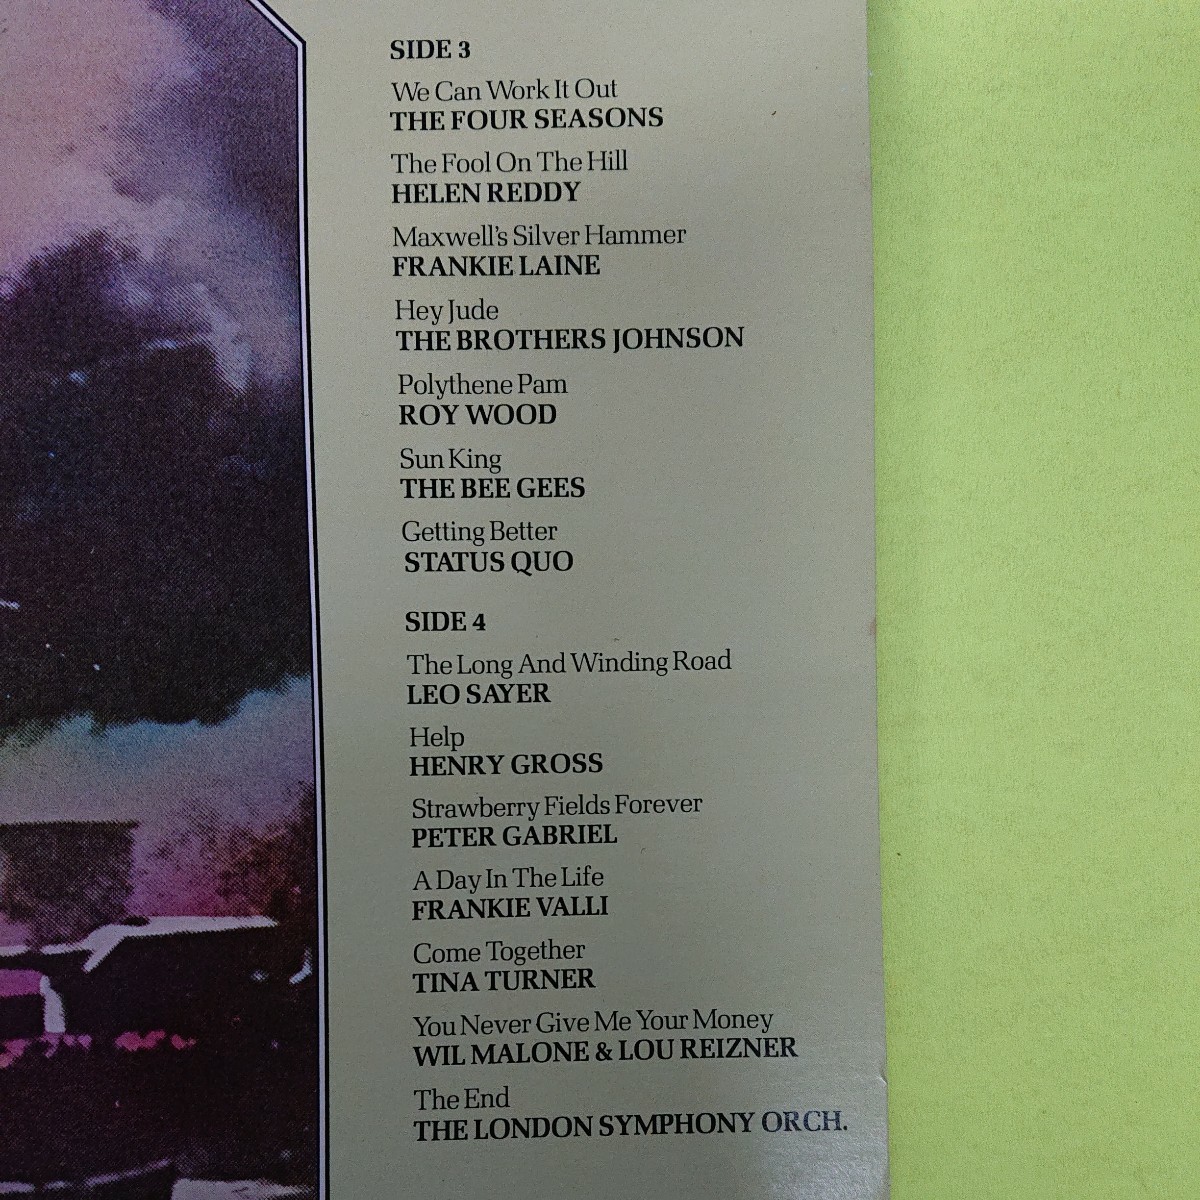 SIDE 3
We Can Work It Out
THE FOUR SEASONS
The Fool On The Hill
HELEN REDDY
Maxwell's Silver Hammer
FRANKIE LAINE
Hey Jude
THE BROTHERS JOHNSON
Polythene Pam
ROY WOOD
Sun King
THE BEE GEES
Getting Better
STATUS QUO
SIDE 4
The Long And Winding Road
LEO SAYER
Help
HENRY GROSS
Strawberry Fields Forever
PETER GABRIEL
A Day In The Life
FRANKIE VALLI
Come Together
TINA TURNER
You Never Give Me Your Money
WIL MALONE & LOU REIZNER
The End
THE LONDON SYMPHONY ORCH.